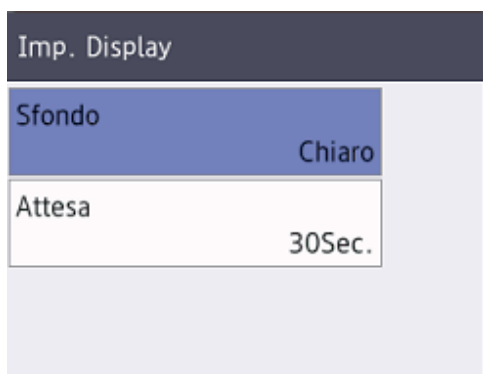 Imp. Display
Sfondo
Chiaro
Attesa
30Sec.